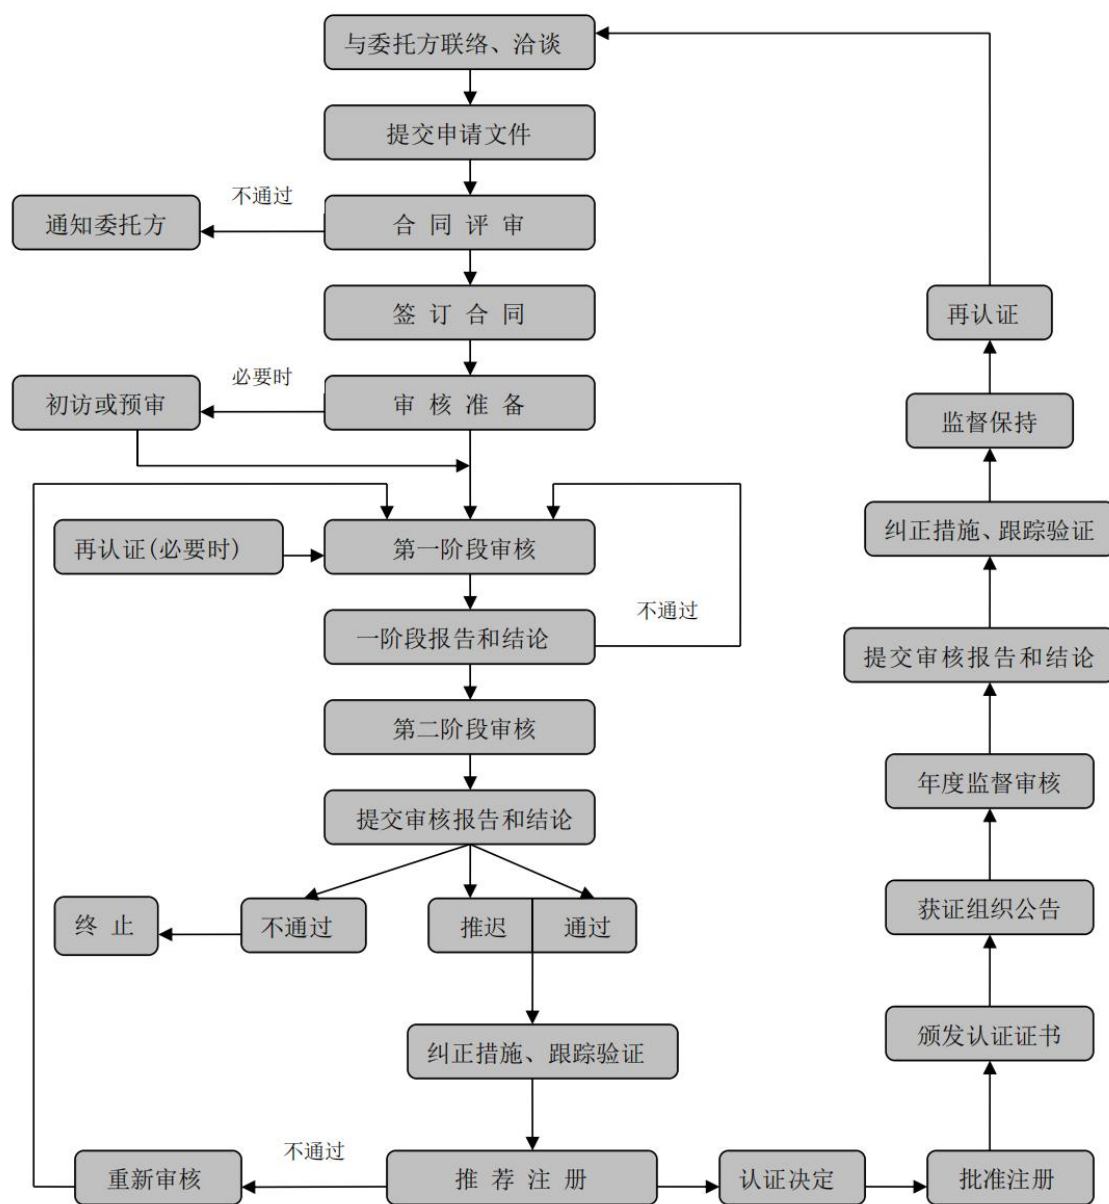 与委托方联络、洽谈
提交申请文件
不通过
通知委托方
合 同 评 审
签 订 合 同
再认证
必要时
初访或预审
审 核 准 备
监督保持
再认证(必要时)
第一阶段审核
纠正措施、跟踪验证
不通过
一阶段报告和结论
提交审核报告和结论
第二阶段审核
年度监督审核
提交审核报告和结论
终 止
不通过
推迟
通过
获证组织公告
纠正措施、跟踪验证
颁发认证证书
不通过
重新审核
推 荐 注 册
认证决定
批准注册